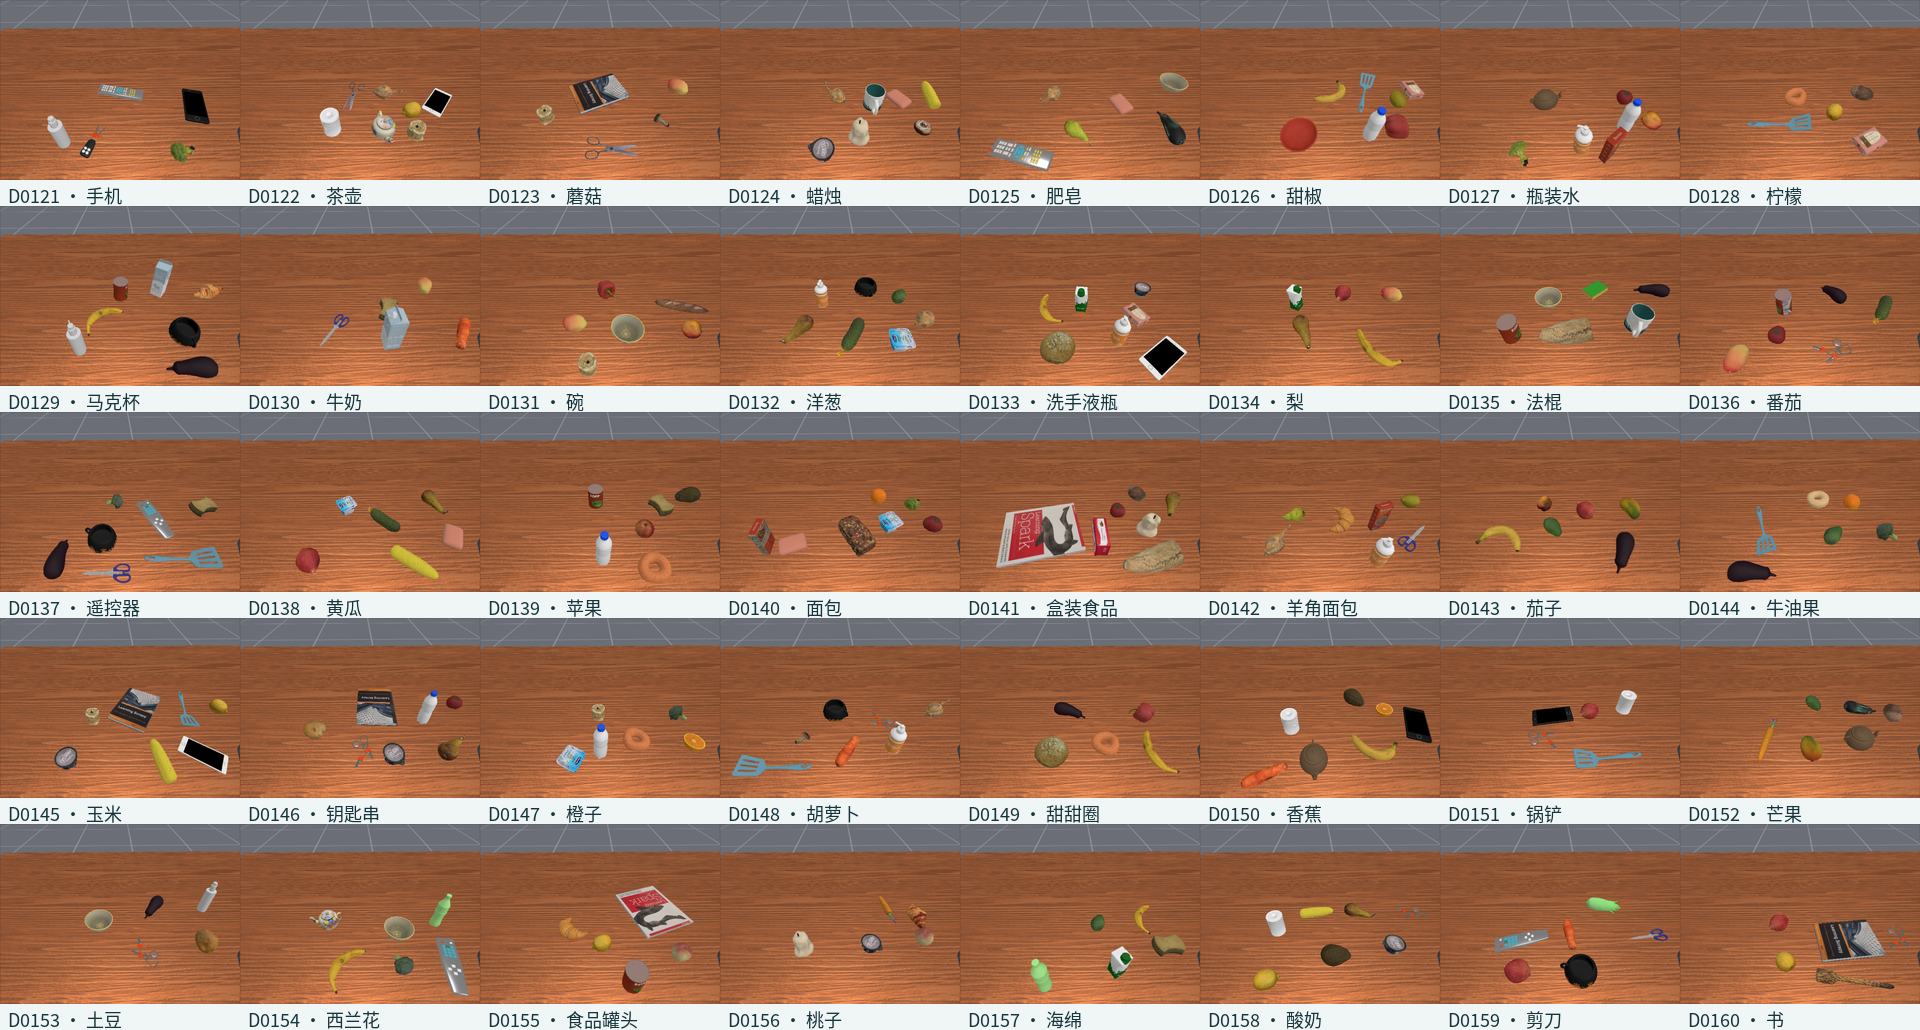 D0121 · 手机
D0122 · 茶壶
D0123 · 蘑菇
D0124 · 蜡烛
D0125 · 肥皂
D0126 · 甜椒
D0127 · 瓶装水
D0128 · 柠檬
D0129 · 马克杯
D0130 · 牛奶
D0131 · 碗
D0132 · 洋葱
D0133 · 洗手液瓶
D0134 · 梨
D0135 · 法棍
D0136 · 番茄
Spark
D0137 · 遥控器
D0138 · 黄瓜
D0139 · 苹果
D0140 · 面包
D0141 · 盒装食品
D0142 · 羊角面包
D0143 · 茄子
D0144 · 牛油果
D0145 · 玉米
D0146 · 钥匙串
D0147 · 橙子
D0148 · 胡萝卜
D0149 · 甜甜圈
D0150 · 香蕉
D0151 · 锅铲
D0152 · 芒果
Spark
D0153 · 土豆
D0154 · 西兰花
D0155 · 食品罐头
D0156 · 桃子
D0157 · 海绵
D0158 · 酸奶
D0159 · 剪刀
D0160 · 书